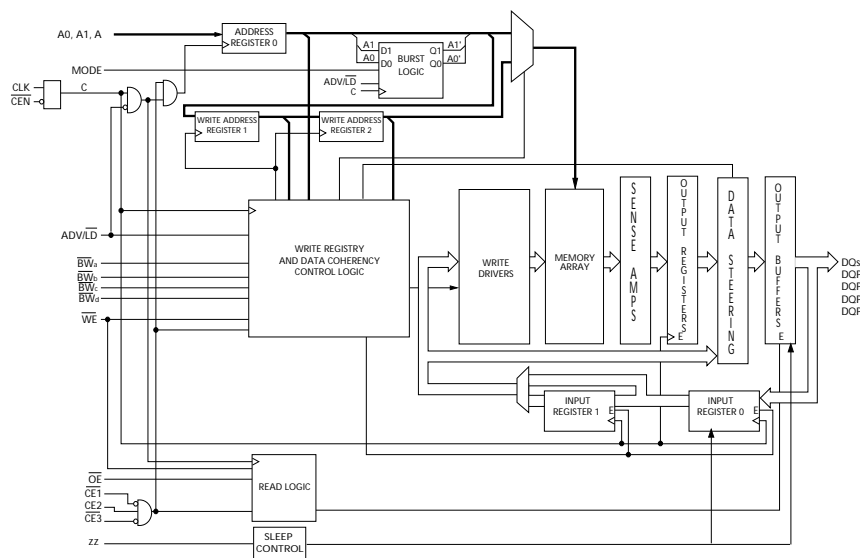 A0, A1, A
ADDRESS
REGISTER 0
A1
A0
D1
D0
BURST
LOGIC
Q1
Q0
A1'
A0'
MODE
ADV/LD
C
CLK
CEN
C
WRITE ADDRESS
REGISTER 1
WRITE ADDRESS
REGISTER 2
ADV/LD
BWa
BWb
BWc
BWd
WE
WRITE REGISTRY
AND DATA COHERENCY
CONTROL LOGIC
WRITE
DRIVERS
MEMORY
ARRAY
SENSE AMPS
OUTPUT REGISTERS
E
DATA STEERING
OUTPUT BUFFERS
E
DQs
DQP
DQP
DQP
DQP
INPUT
REGISTER 1
E
INPUT
REGISTER 0
E
OE
CE1
CE2
CE3
READ LOGIC
ZZ
SLEEP
CONTROL